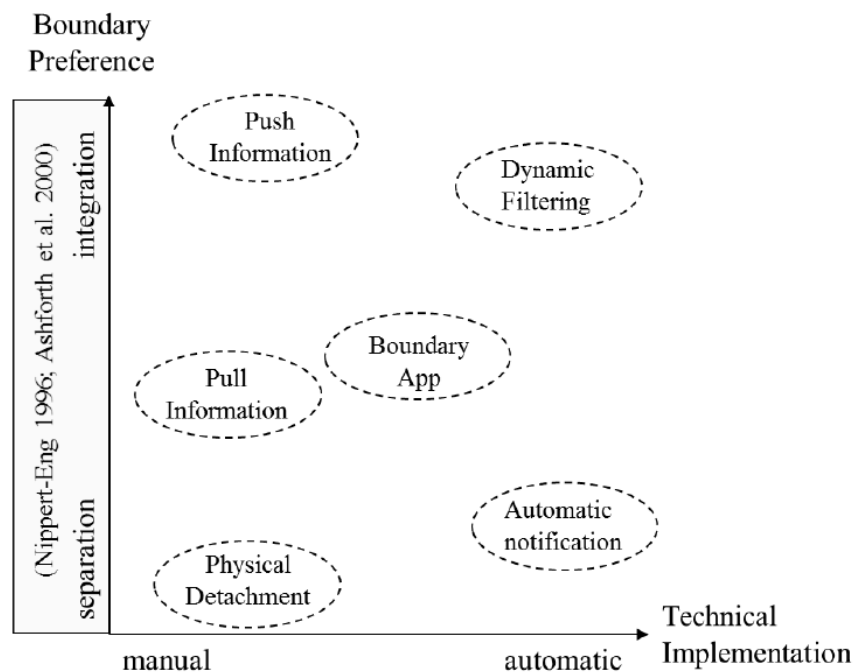 Boundary
Preference
(Nippert-Eng 1996; Ashforth et al. 2000)
integration
separation
Push
Information
Dynamic
Filtering
Boundary
App
Pull
Information
Automatic
notification
Physical
Detachment
manual
automatic
Technical
Implementation